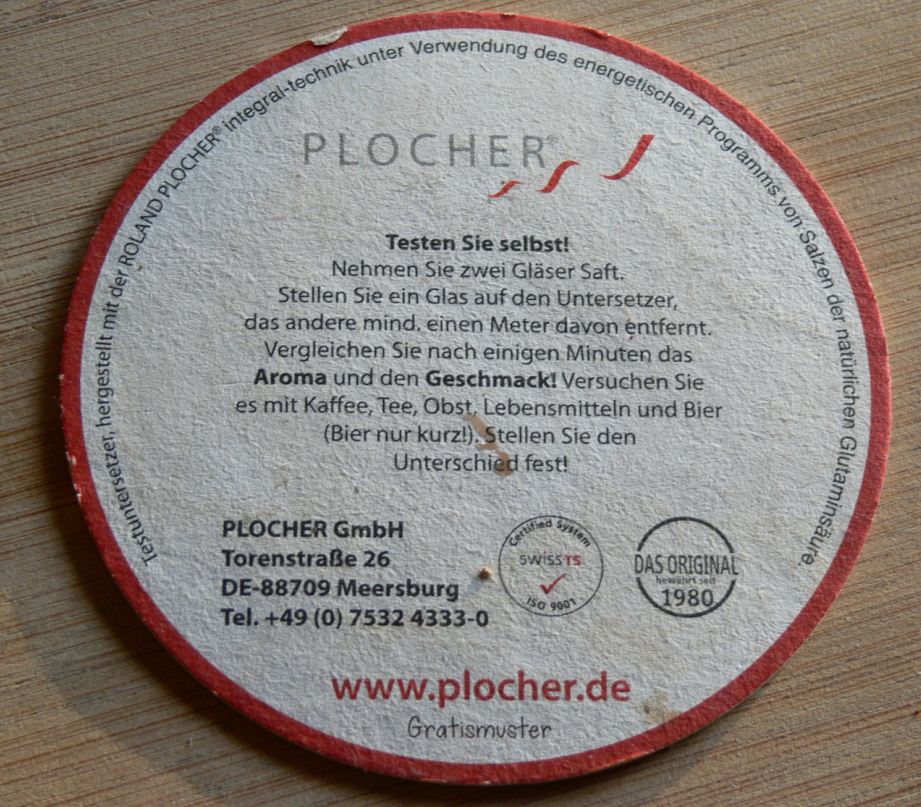 Testuntersetzer, hergestellt mit der ROLAND PLOCHER® integral-technik unter Verwendung des energetischen Programms von Salzen der natürlichen Glutaminsäure.
PLOCHER®
Testen Sie selbst!
Nehmen Sie zwei Gläser Saft.
Stellen Sie ein Glas auf den Untersetzer,
das andere mind. einen Meter davon entfernt.
Vergleichen Sie nach einigen Minuten das
Aroma und den Geschmack! Versuchen Sie
es mit Kaffee, Tee, Obst, Lebensmitteln und Bier
(Bier nur kurz!). Stellen Sie den
Unterschied fest!
PLOCHER GmbH
Torenstraße 26
DE-88709 Meersburg
Tel. +49 (0) 7532 4333-0
Certified System
swissTS
ISO 9001
DAS ORIGINAL
bewährt seit
1980
www.plocher.de
Gratismuster